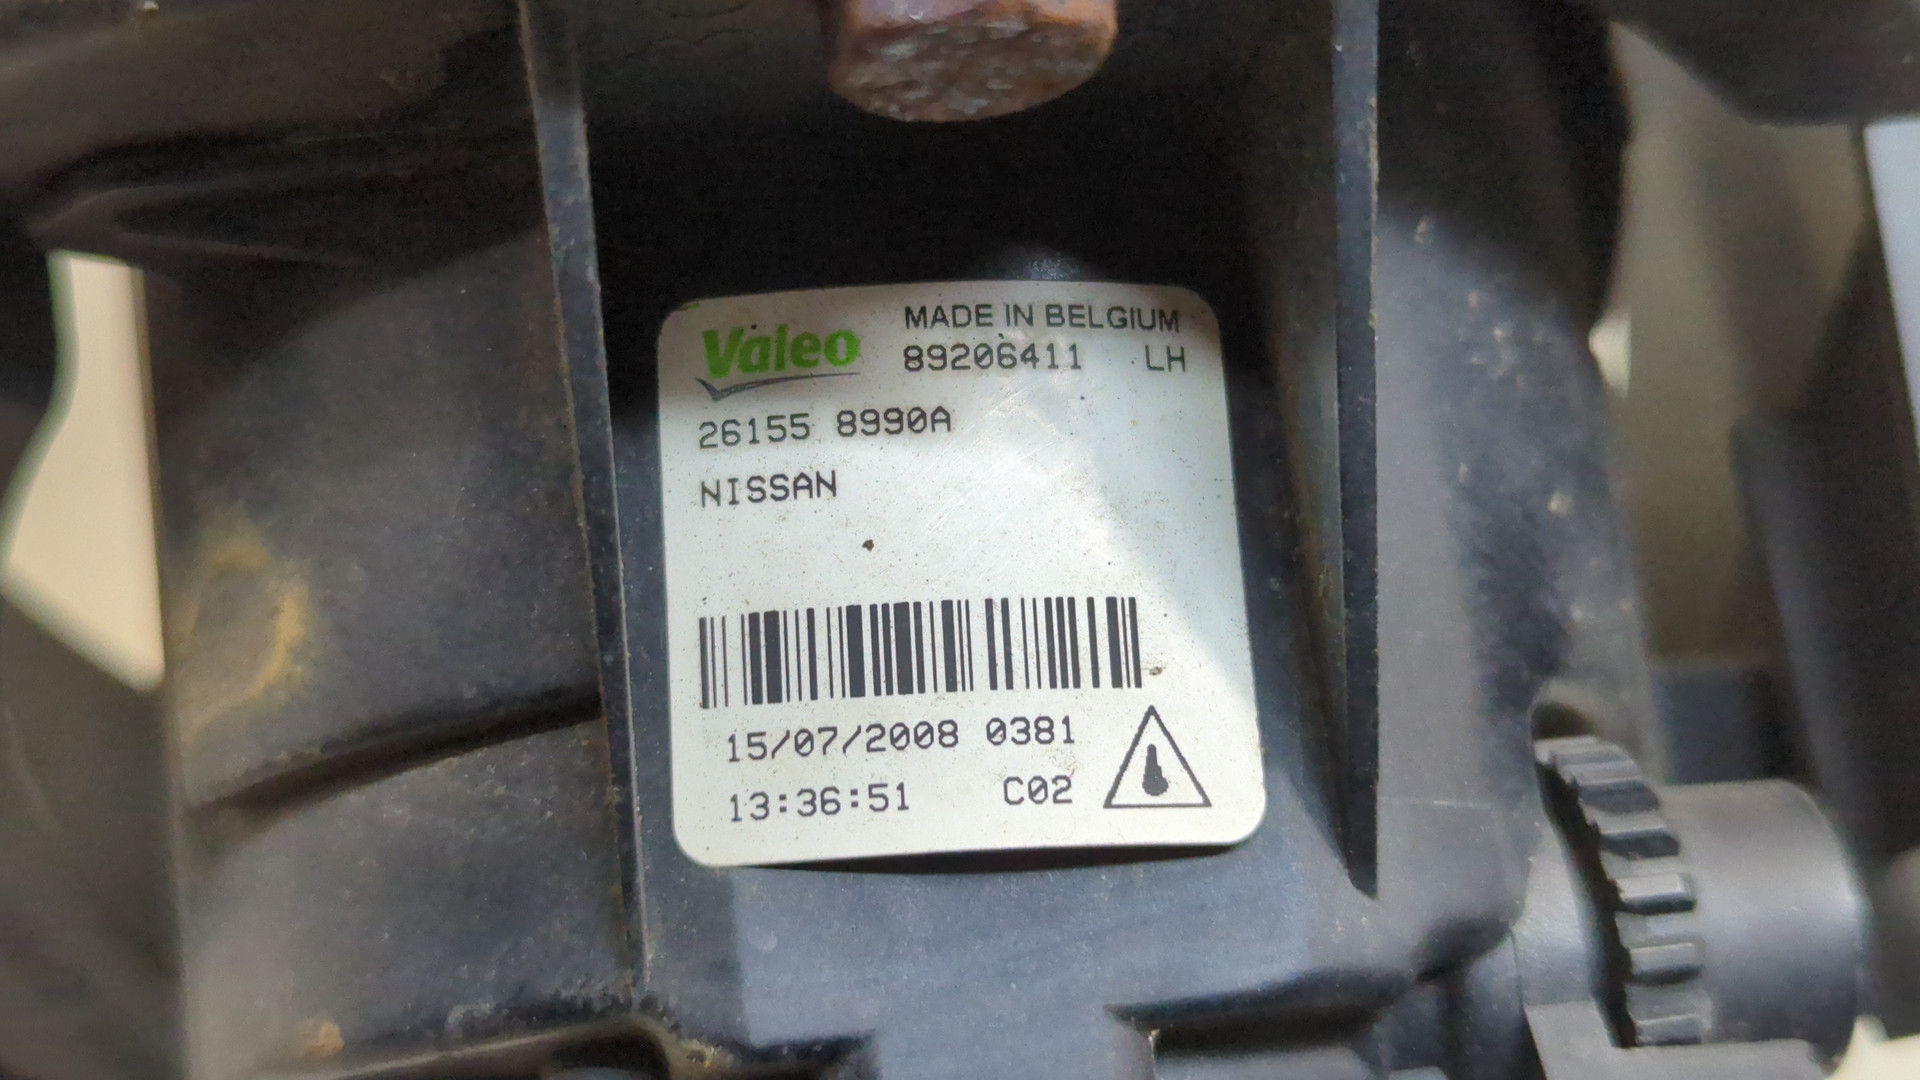 Valeo MADE IN BELGIUM
89206411 LH
26155 8990A
NISSAN
15/07/2008 0381
13:36:51 C02